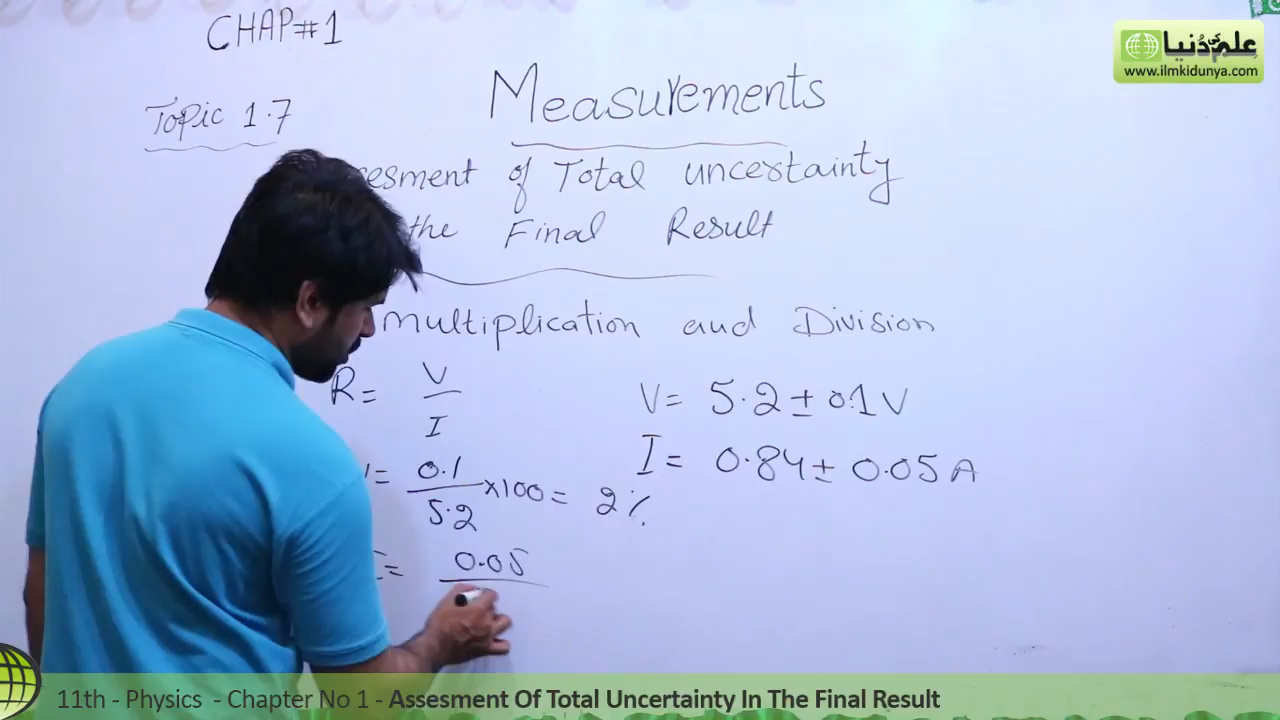 CHAP#1
علم کی دُنیا
www.ilmkidunya.com
Topic 1.7
Measurements
esment of Total uncertainty
the Final Result
multiplication and Division
R = V / I
V = 5.2 ± 0.1 V
I = 0.84 ± 0.05 A
= 0.1 / 5.2 ×100 = 2%
= 0.05
11th - Physics - Chapter No 1 - Assesment Of Total Uncertainty In The Final Result